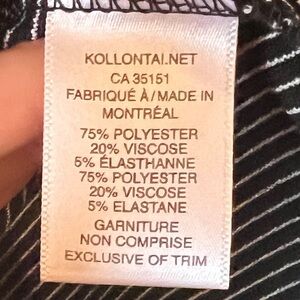 KOLLONTAI.NET
CA 35151
FABRIQUÉ À/MADE IN
MONTRÉAL
75% POLYESTER
20% VISCOSE
5% ÉLASTHANNE
75% POLYESTER
20% VISCOSE
5% ELASTANE
GARNITURE
NON COMPRISE
EXCLUSIVE OF TRIM